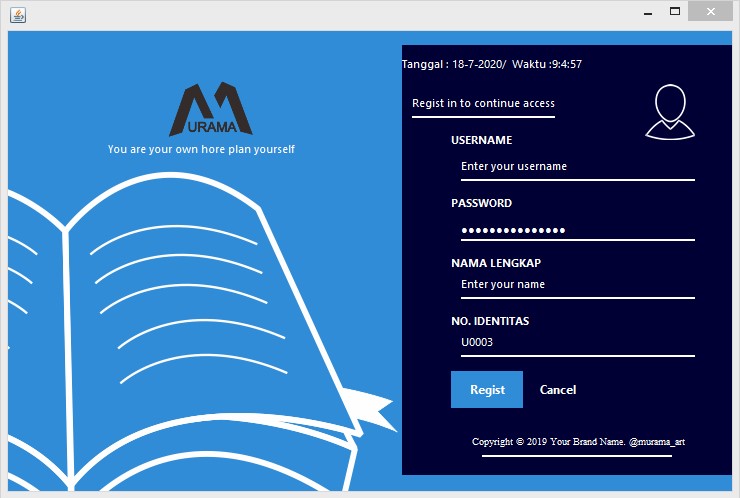 URAMA
You are your own hore plan yourself
Tanggal : 18-7-2020/ Waktu :9:4:57
Regist in to continue access
USERNAME
Enter your username
PASSWORD
•••••••••••••••
NAMA LENGKAP
Enter your name
NO. IDENTITAS
U0003
Regist Cancel
Copyright © 2019 Your Brand Name. @murama_art